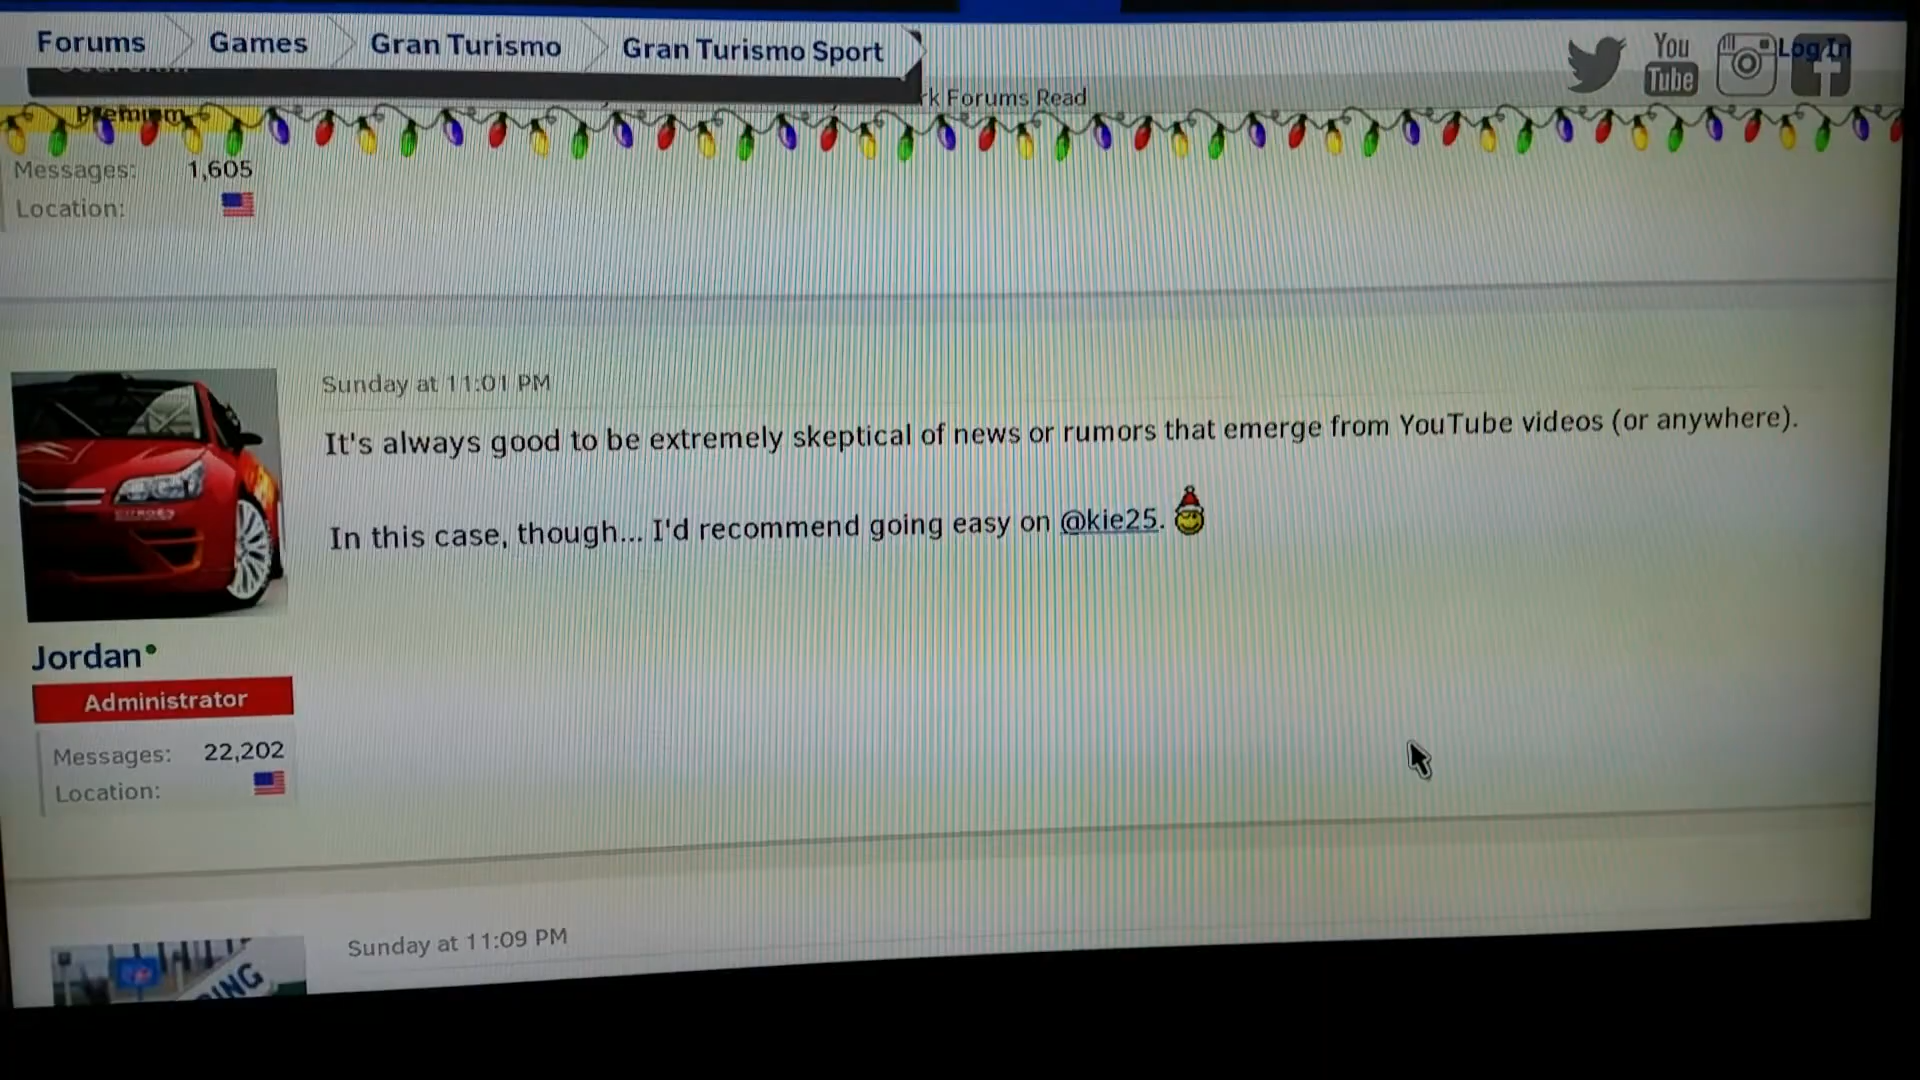 Forums
Games
Gran Turismo
Gran Turismo Sport
You
Tube
Log In
Forums Read
Premium
Messages: 1,605
Location:
Sunday at 11:01 PM
It's always good to be extremely skeptical of news or rumors that emerge from YouTube videos (or anywhere).
In this case, though... I'd recommend going easy on @kie25.
Jordan
Administrator
Messages: 22,202
Location:
Sunday at 11:09 PM